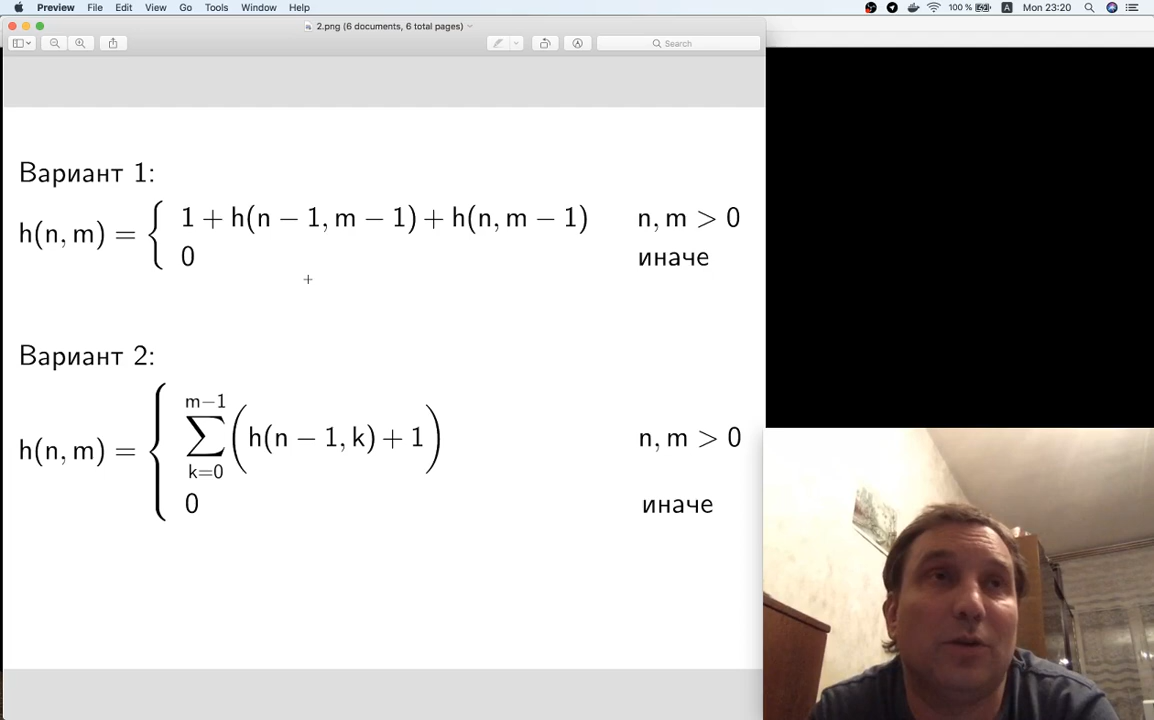 Preview File Edit View Go Tools Window Help 100 % Mon 23:20
2.png (6 documents, 6 total pages)
Search
Вариант 1:
h(n, m) = { 1 + h(n − 1, m − 1) + h(n, m − 1) n, m > 0
0 иначе
Вариант 2:
m−1
h(n, m) = { ∑ (h(n − 1, k) + 1) n, m > 0
k=0
0 иначе